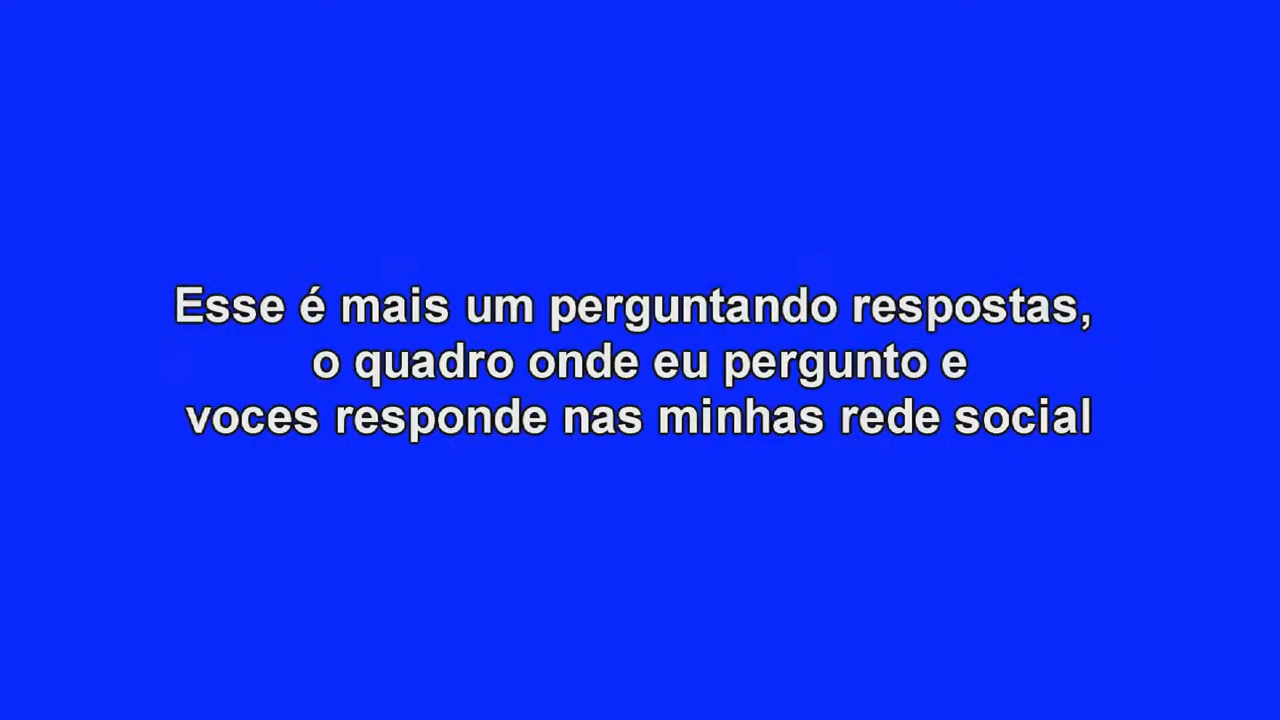 Esse é mais um perguntando respostas,
o quadro onde eu pergunto e
voces responde nas minhas rede social